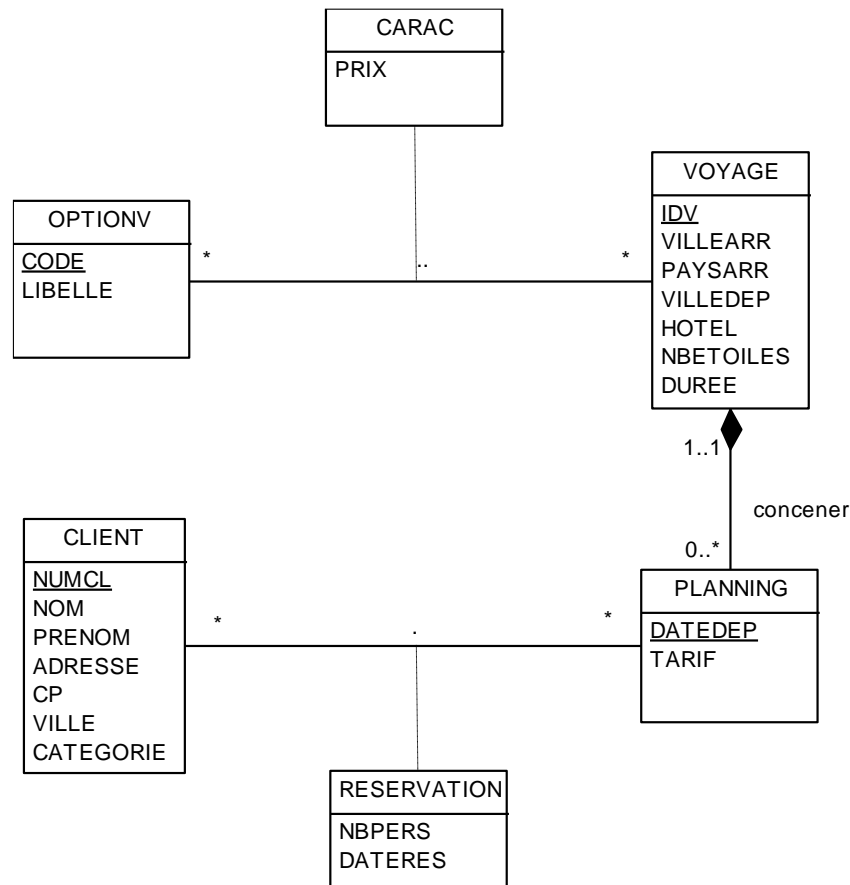 CARAC
PRIX
VOYAGE
IDV
VILLEARR
PAYSARR
VILLEDEP
HOTEL
NBETOILES
DUREE
OPTIONV
CODE
LIBELLE
*
..
*
1..1
concener
0..*
CLIENT
NUMCL
NOM
PRENOM
ADRESSE
CP
VILLE
CATEGORIE
*
.
*
PLANNING
DATEDEP
TARIF
RESERVATION
NBPERS
DATERES